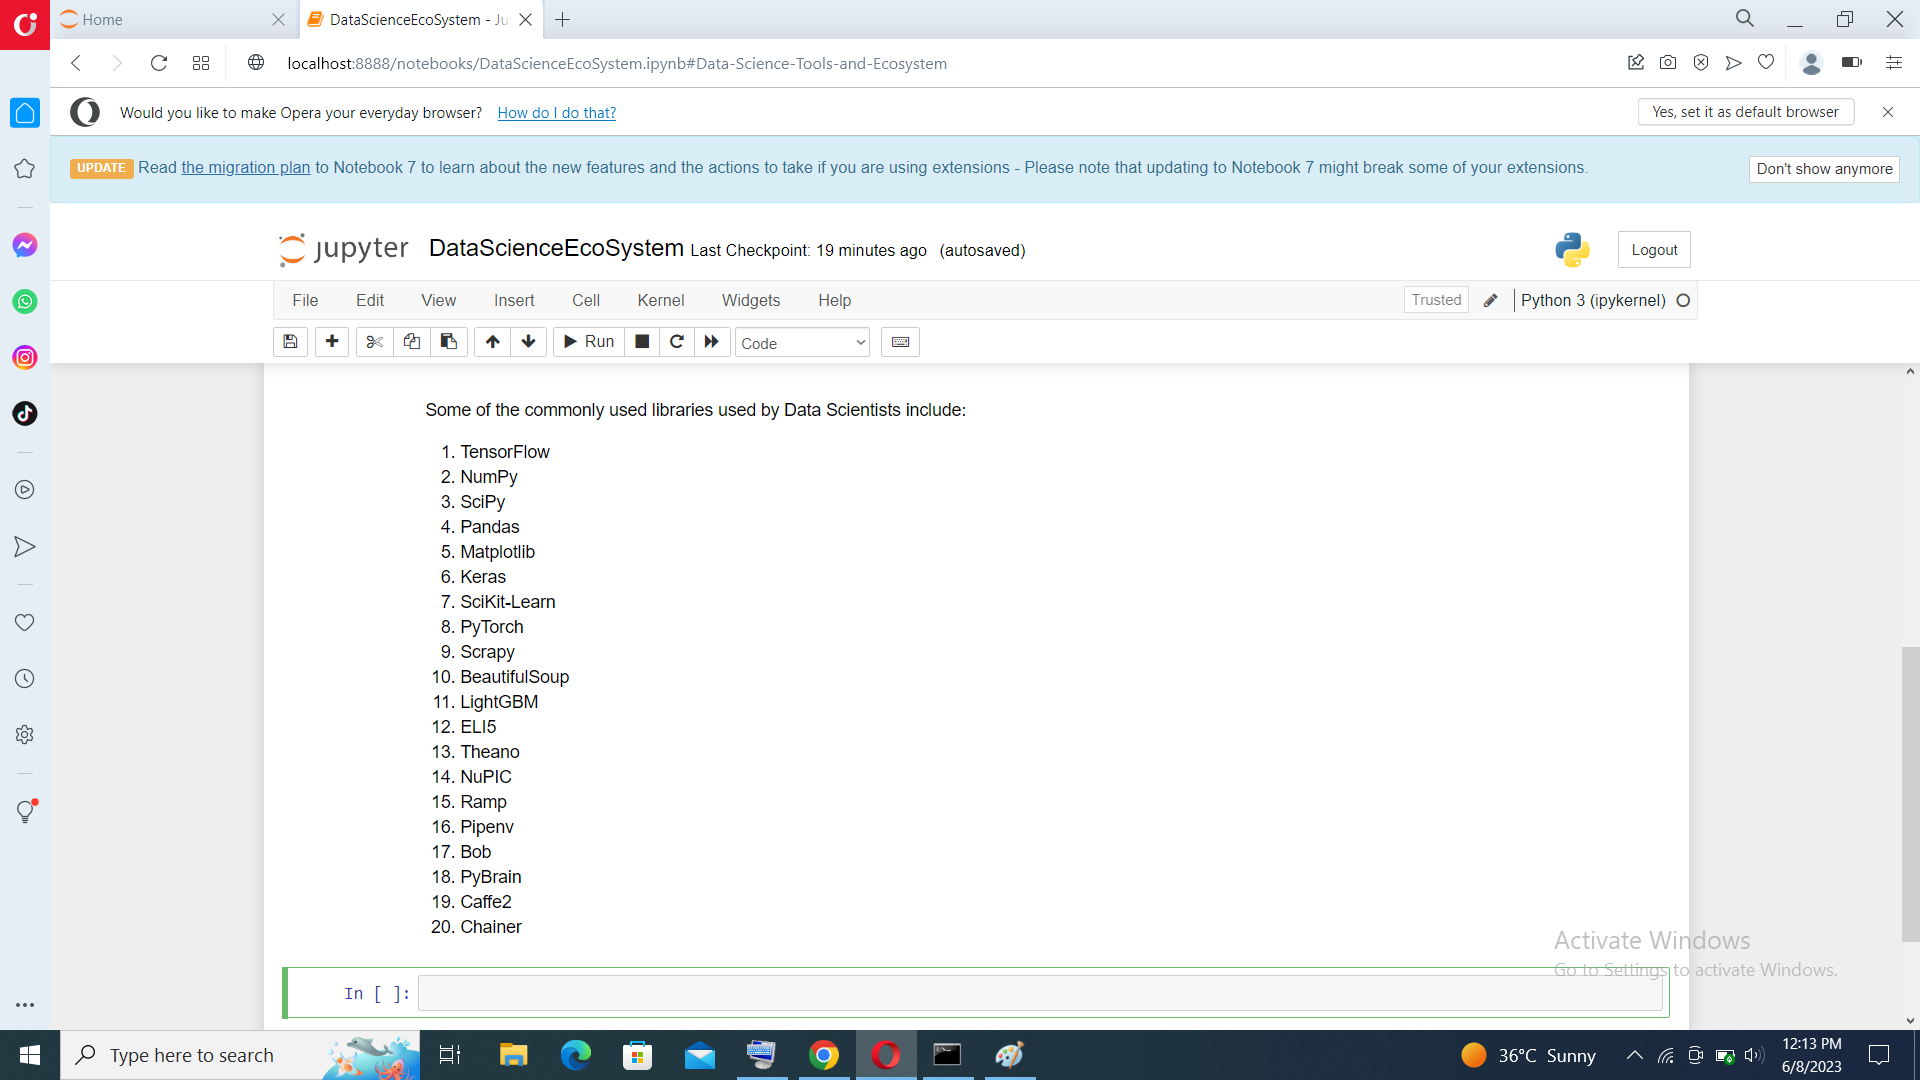 Home
DataScienceEcoSystem - Ju
localhost:8888/notebooks/DataScienceEcoSystem.ipynb#Data-Science-Tools-and-Ecosystem
Would you like to make Opera your everyday browser? How do I do that? Yes, set it as default browser
UPDATE Read the migration plan to Notebook 7 to learn about the new features and the actions to take if you are using extensions - Please note that updating to Notebook 7 might break some of your extensions. Don't show anymore
jupyter DataScienceEcoSystem Last Checkpoint: 19 minutes ago (autosaved) Logout
File Edit View Insert Cell Kernel Widgets Help Trusted Python 3 (ipykernel)
Run Code
Some of the commonly used libraries used by Data Scientists include:
1. TensorFlow
2. NumPy
3. SciPy
4. Pandas
5. Matplotlib
6. Keras
7. SciKit-Learn
8. PyTorch
9. Scrapy
10. BeautifulSoup
11. LightGBM
12. ELI5
13. Theano
14. NuPIC
15. Ramp
16. Pipenv
17. Bob
18. PyBrain
19. Caffe2
20. Chainer
Activate Windows
Go to Settings to activate Windows.
In [ ]:
Type here to search
36°C Sunny
12:13 PM
6/8/2023